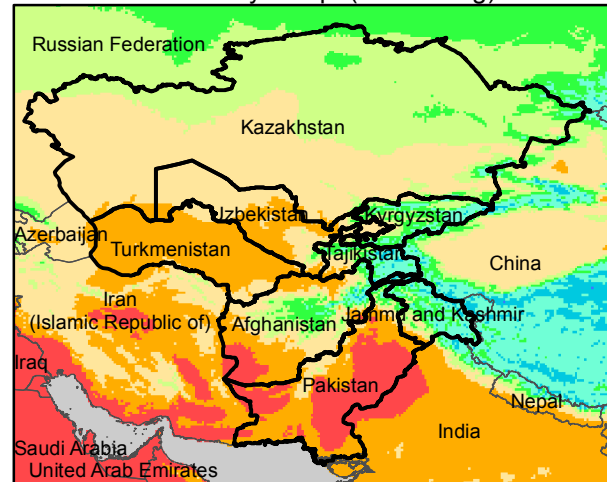 Russian Federation
Kazakhstan
Izbekistan
Kyrgyzstan
Azerbaijan
Turkmenistan
Tajikistan
China
Iran
(Islamic Republic of)
Afghanistan
Jammu and Kashmir
Iraq
Pakistan
Nepal
India
Saudi Arabia
United Arab Emirates